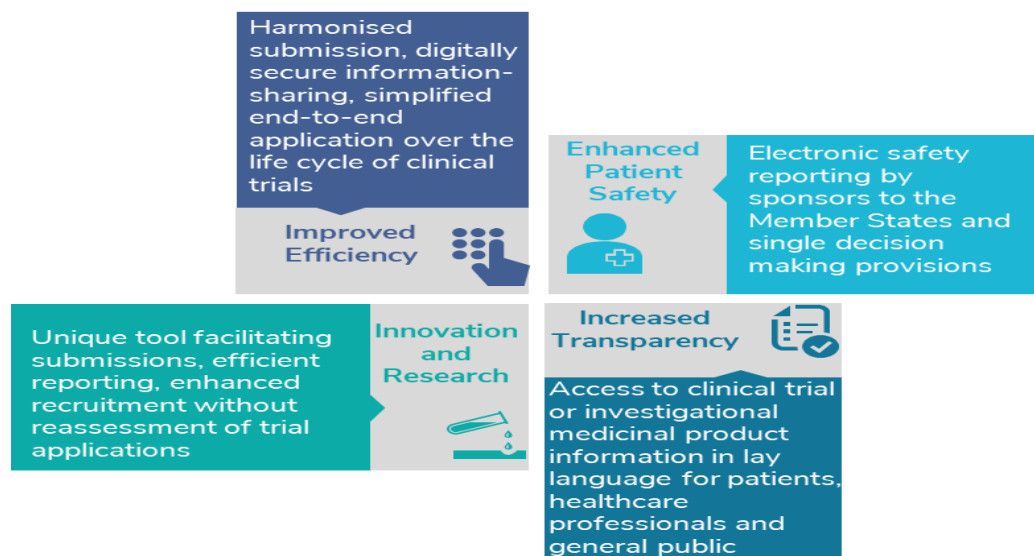 Harmonised
submission, digitally
secure information-
sharing, simplified
end-to-end
application over the
life cycle of clinical
trials
Improved
Efficiency
Enhanced
Patient
Safety
Electronic safety
reporting by
sponsors to the
Member States and
single decision
making provisions
Unique tool facilitating
submissions, efficient
reporting, enhanced
recruitment without
reassessment of trial
applications
Innovation
and
Research
Increased
Transparency
Access to clinical trial
or investigational
medicinal product
information in lay
language for patients,
healthcare
professionals and
general public